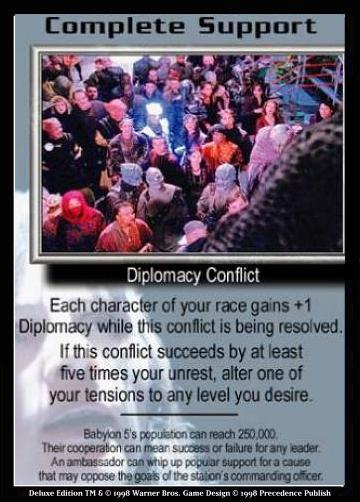 Complete Support
Diplomacy Conflict
Each character of your race gains +1
Diplomacy while this conflict is being resolved.
If this conflict succeeds by at least
five times your unrest, alter one of
your tensions to any level you desire.
Babylon 5's population can reach 250,000.
Their cooperation can mean success or failure for any leader.
An ambassador can whip up popular support for a cause
that may oppose the goals of the station's commanding officer.
Deluxe Edition TM & © 1998 Warner Bros. Game Design © 1998 Precedence Publish